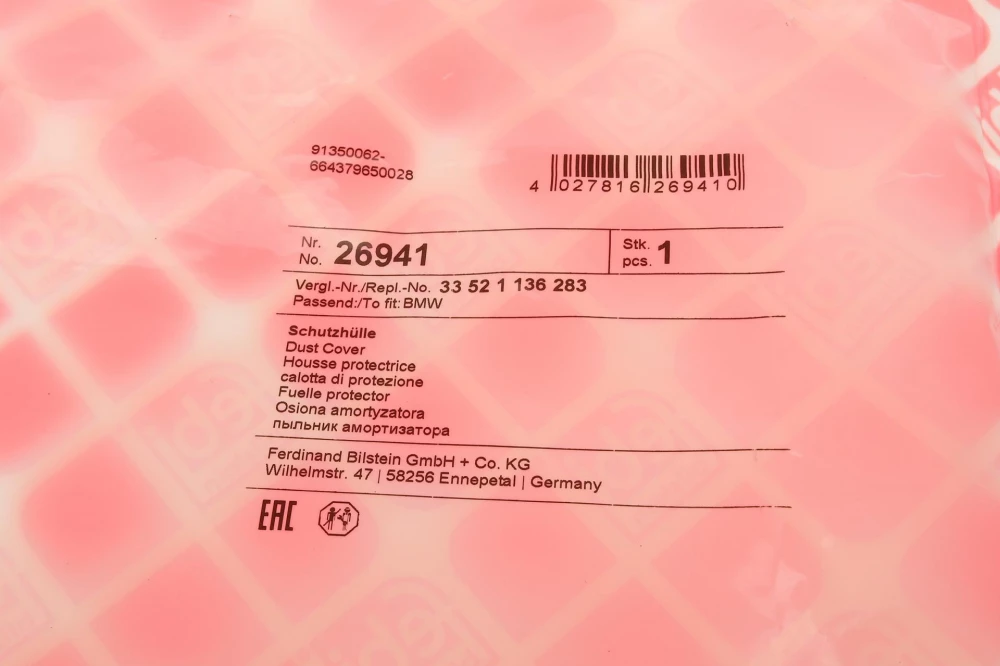 91350062-
664379650028
4 027816 269410
Nr.
No. 26941
Stk.
pcs. 1
Vergl.-Nr./Repl.-No. 33 52 1 136 283
Passend:/To fit: BMW
Schutzhülle
Dust Cover
Housse protectrice
calotta di protezione
Fuelle protector
Osiona amortyzatora
пыльник амортизатора
Ferdinand Bilstein GmbH + Co. KG
Wilhelmstr. 47 | 58256 Ennepetal | Germany
EAC